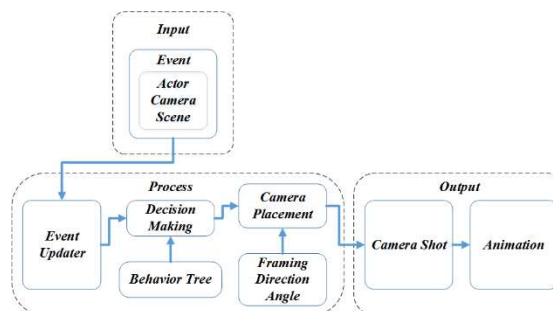 Input
Event
Actor
Camera
Scene
Process
Event
Updater
Decision
Making
Behavior Tree
Camera
Placement
Framing
Direction
Angle
Output
Camera Shot
Animation